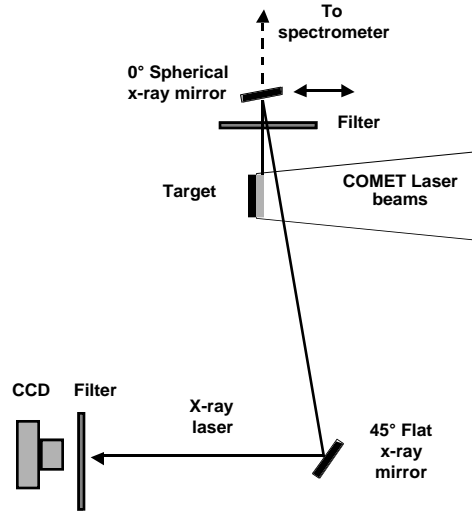 To
spectrometer
0° Spherical
x-ray mirror
Filter
Target
COMET Laser
beams
CCD
Filter
X-ray
laser
45° Flat
x-ray
mirror